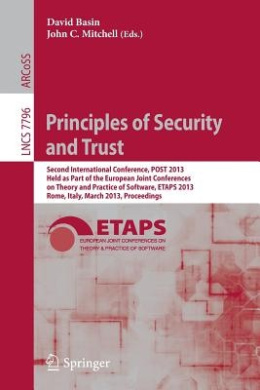 David Basin
John C. Mitchell (Eds.)
LNCS 7796
ARCoSS
Principles of Security
and Trust
Second International Conference, POST 2013
Held as Part of the European Joint Conferences
on Theory and Practice of Software, ETAPS 2013
Rome, Italy, March 2013, Proceedings
ETAPS
EUROPEAN JOINT CONFERENCES ON
THEORY & PRACTICE OF SOFTWARE
Springer